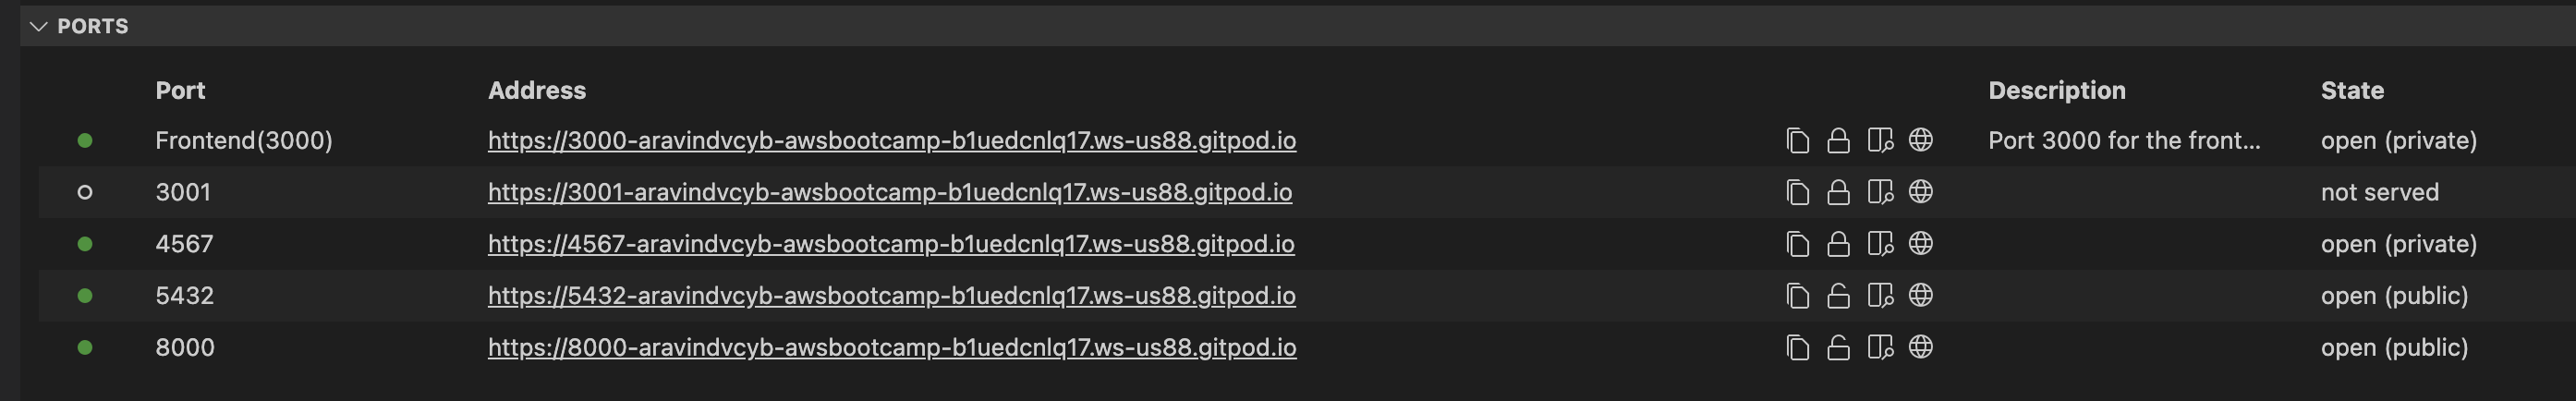 PORTS
Port Address Description State
Frontend(3000) https://3000-aravindvcyb-awsbootcamp-b1uedcnlq17.ws-us88.gitpod.io Port 3000 for the front... open (private)
3001 https://3001-aravindvcyb-awsbootcamp-b1uedcnlq17.ws-us88.gitpod.io not served
4567 https://4567-aravindvcyb-awsbootcamp-b1uedcnlq17.ws-us88.gitpod.io open (private)
5432 https://5432-aravindvcyb-awsbootcamp-b1uedcnlq17.ws-us88.gitpod.io open (public)
8000 https://8000-aravindvcyb-awsbootcamp-b1uedcnlq17.ws-us88.gitpod.io open (public)